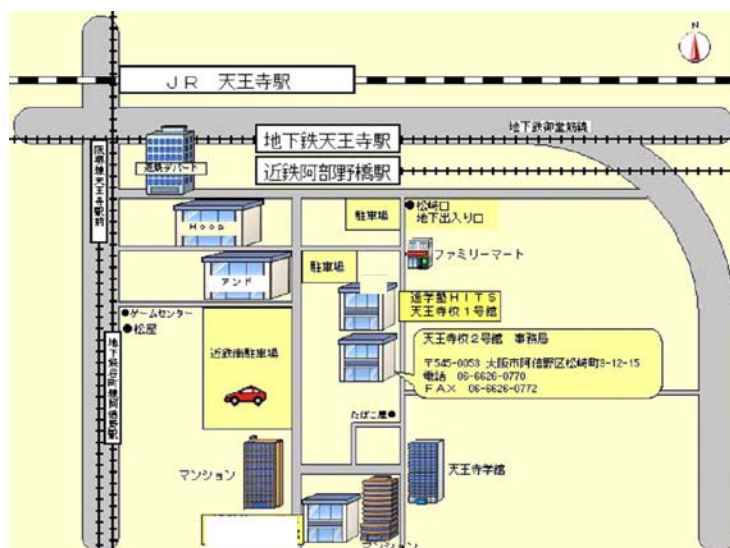 N
JR 天王寺駅
地下鉄御堂筋線
地下鉄天王寺駅
近鉄阿部野橋駅
近鉄デパート
阪堺線天王寺駅前
Hoop
駐車場
●松崎口
地下出入り口
ファミリーマート
アンド
駐車場
進学塾HITS
天王寺校1号館
●ゲームセンター
●松屋
近鉄南駐車場
天王寺校2号館 事務局
〒545-0053 大阪市阿倍野区松崎町3-12-15
電話 06-6626-0770
FAX 06-6626-0772
地下鉄谷町線阿倍野駅
たばこ屋●
マンション
天王寺学館
マンション